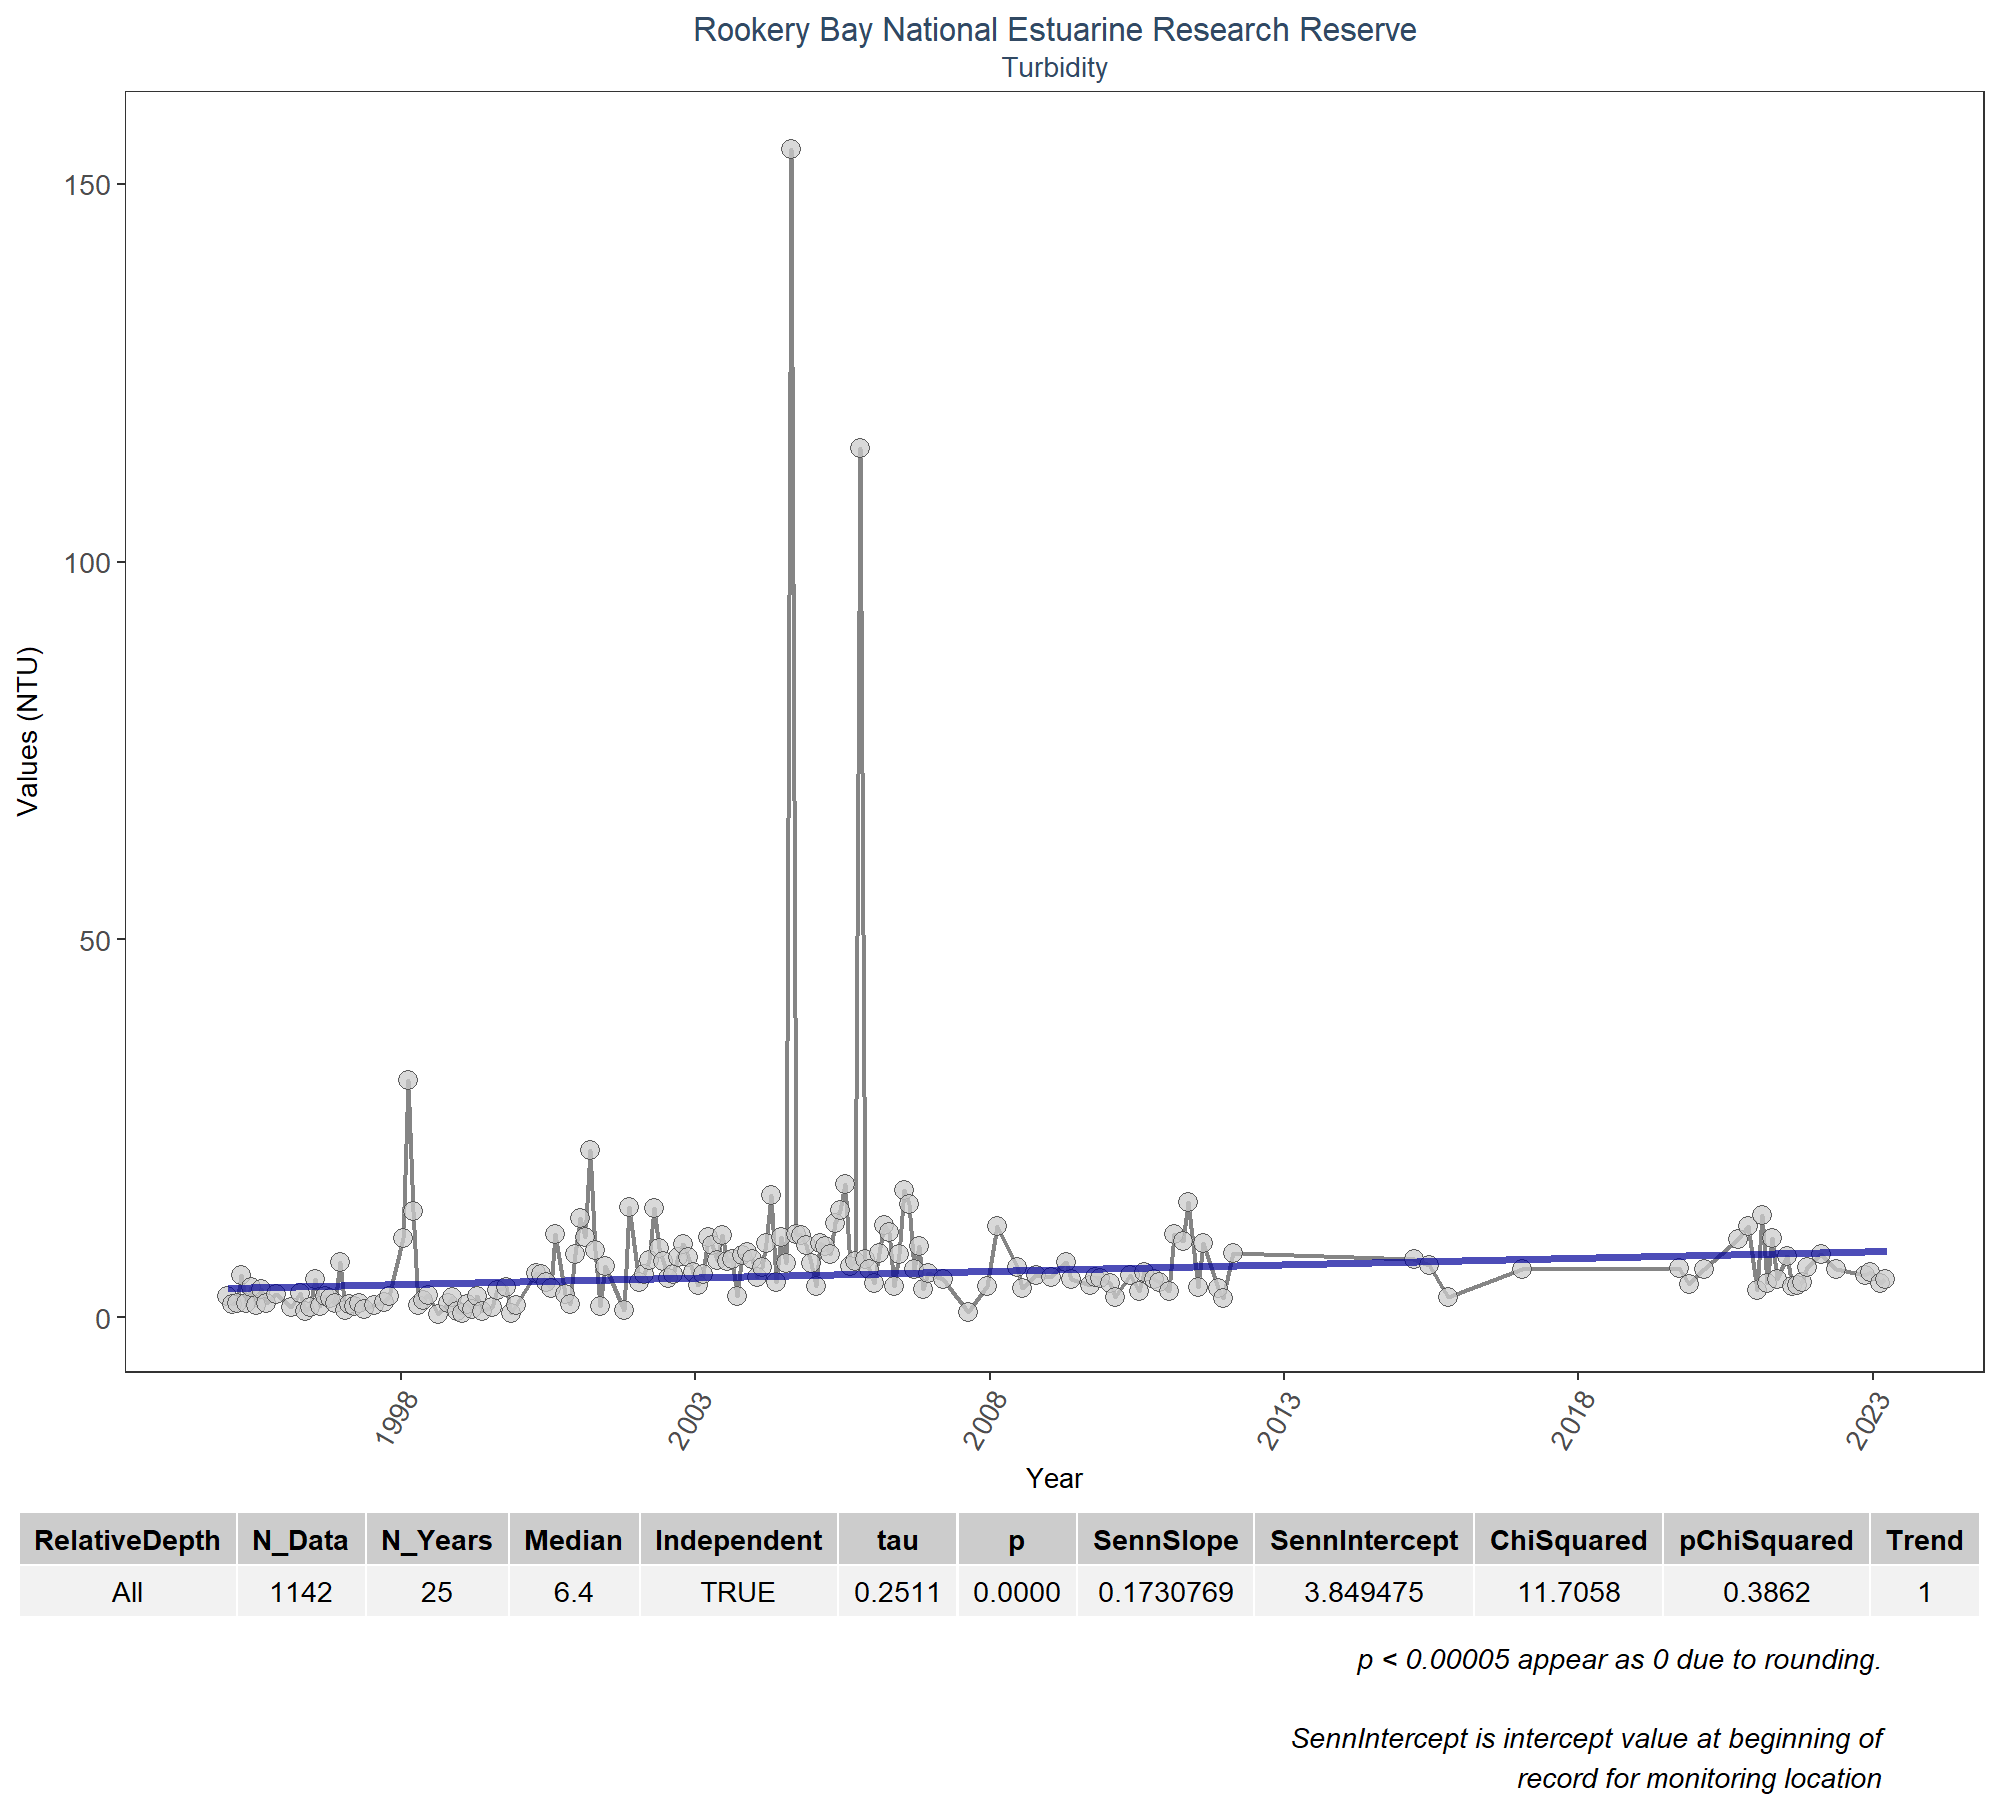 Rookery Bay National Estuarine Research Reserve
Turbidity
Values (NTU)
150
100
50
0
1998 2003 2008 2013 2018 2023
Year
RelativeDepth N_Data N_Years Median Independent tau p SennSlope SennIntercept ChiSquared pChiSquared Trend
All 1142 25 6.4 TRUE 0.2511 0.0000 0.1730769 3.849475 11.7058 0.3862 1
p < 0.00005 appear as 0 due to rounding.
SennIntercept is intercept value at beginning of
record for monitoring location